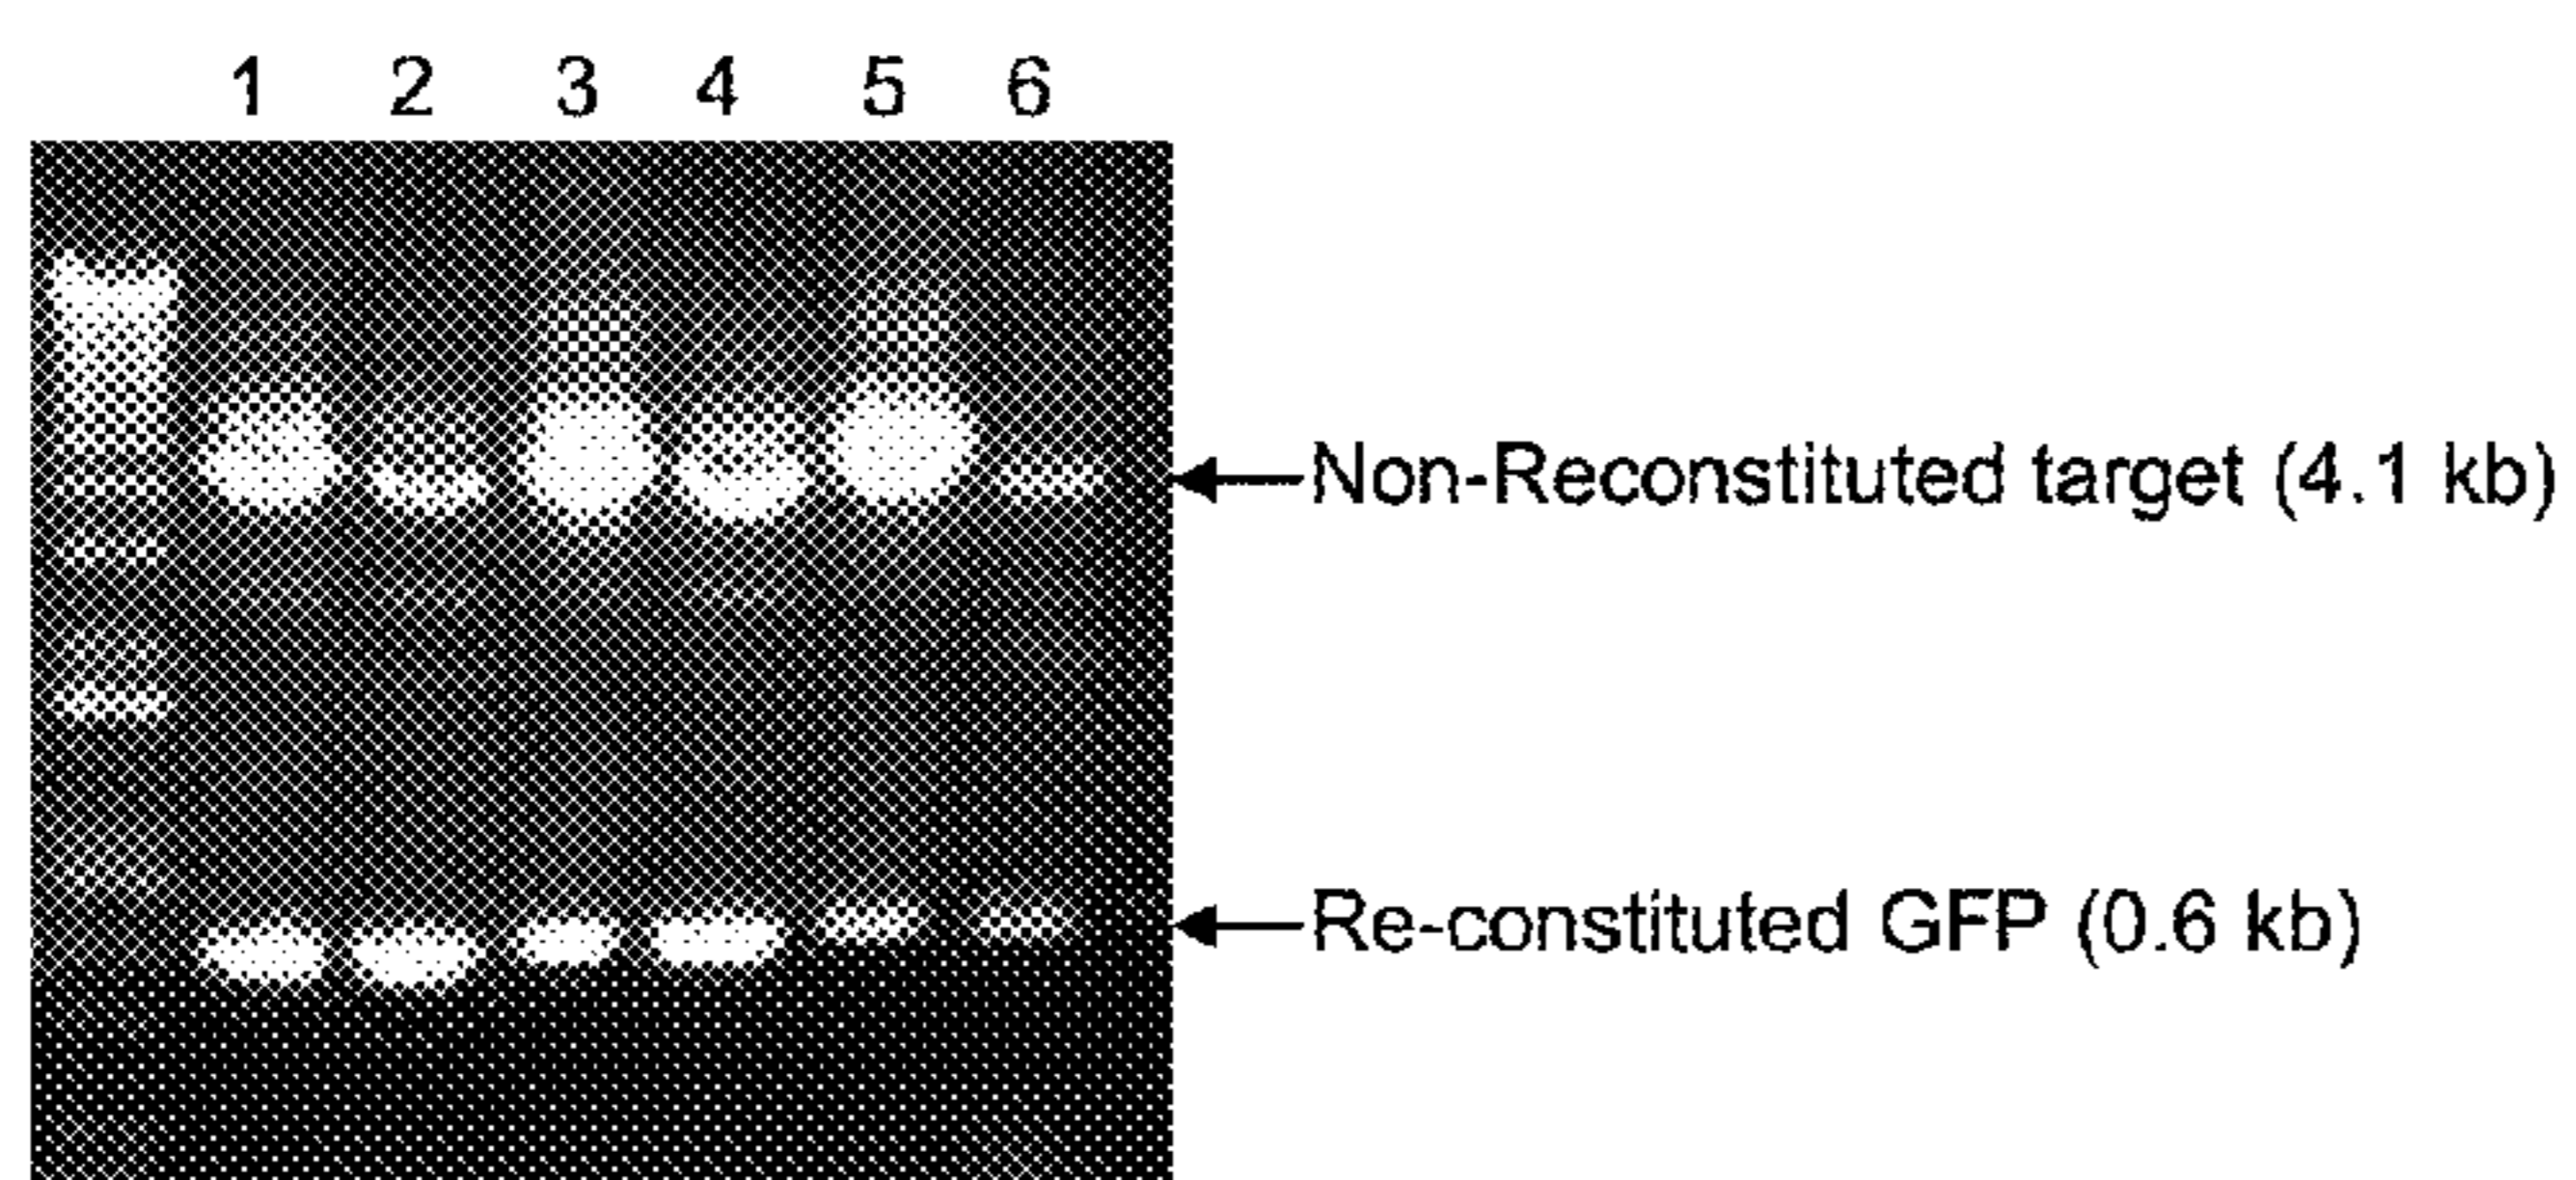 1 2 3 4 5 6
Non-Reconstituted target (4.1 kb)
Re-constituted GFP (0.6 kb)